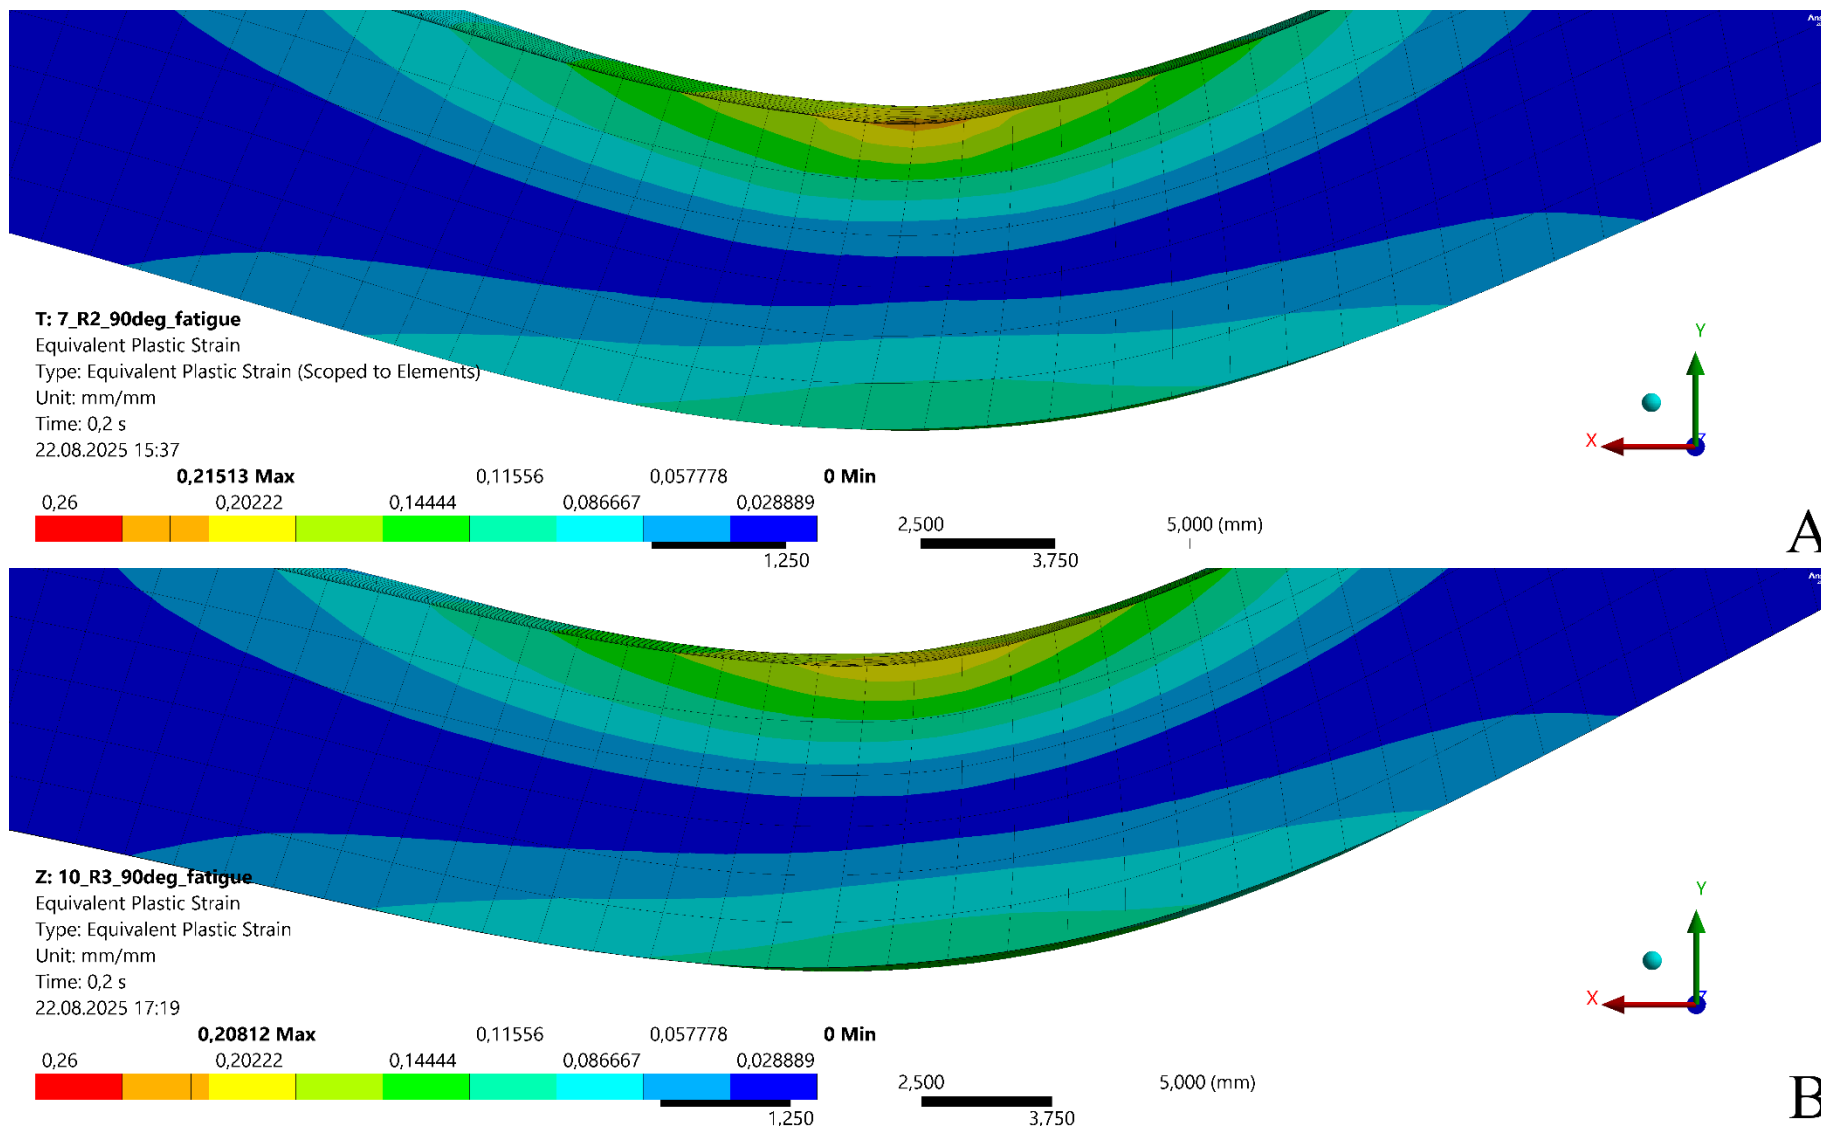 Ans
T: 7_R2_90deg_fatigue
Equivalent Plastic Strain
Type: Equivalent Plastic Strain (Scoped to Elements)
Unit: mm/mm
Time: 0,2 s
22.08.2025 15:37
Y
X
Z
0,21513 Max 0,11556 0,057778 0 Min
0,26 0,20222 0,14444 0,086667 0,028889
2,500 5,000 (mm)
1,250 3,750
A
Ans
Z: 10_R3_90deg_fatigue
Equivalent Plastic Strain
Type: Equivalent Plastic Strain
Unit: mm/mm
Time: 0,2 s
22.08.2025 17:19
Y
X
Z
0,20812 Max 0,11556 0,057778 0 Min
0,26 0,20222 0,14444 0,086667 0,028889
2,500 5,000 (mm)
1,250 3,750
B